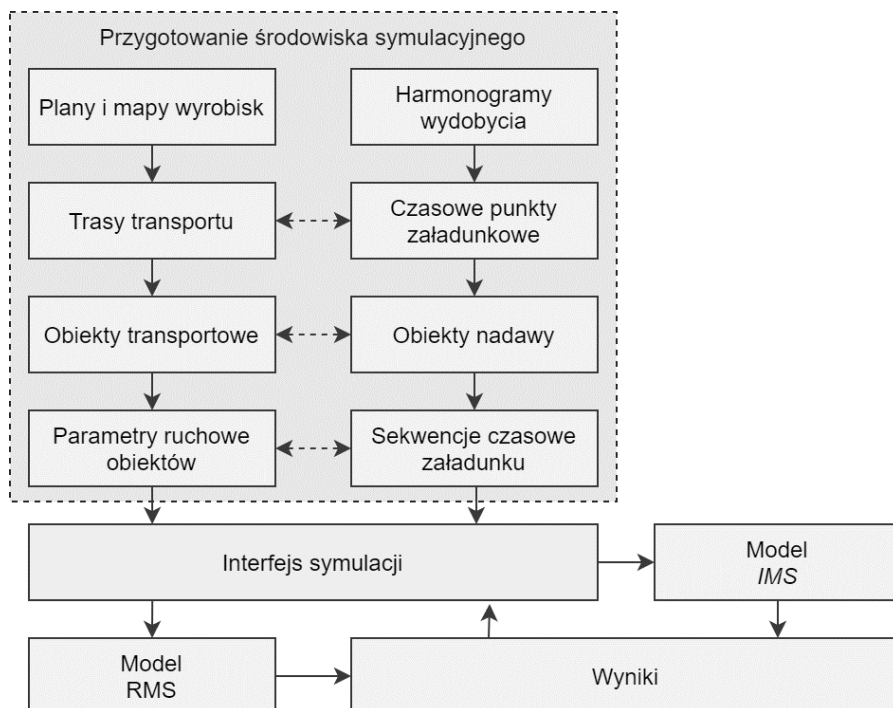 Przygotowanie środowiska symulacyjnego
Plany i mapy wyrobisk
Harmonogramy
wydobycia
Trasy transportu
Czasowe punkty
załadunkowe
Obiekty transportowe
Obiekty nadawy
Parametry ruchowe
obiektów
Sekwencje czasowe
załadunku
Interfejs symulacji
Model
IMS
Model
RMS
Wyniki